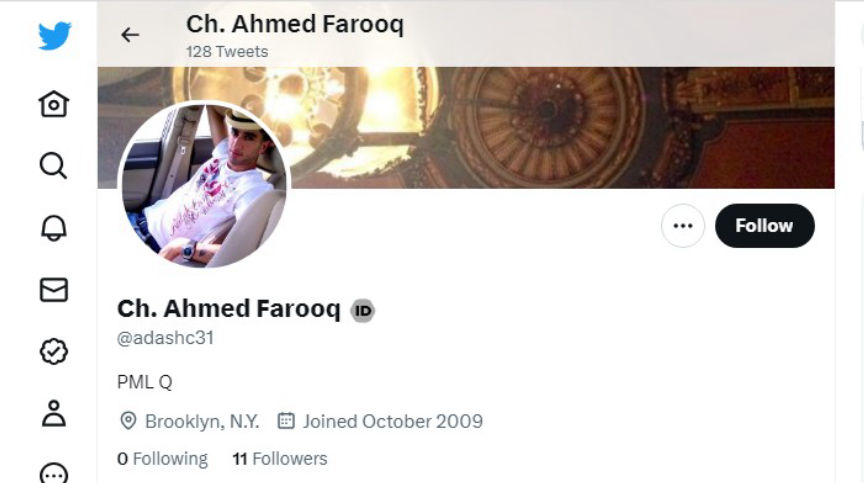 Ch. Ahmed Farooq
128 Tweets
Follow
Ch. Ahmed Farooq ID
@adashc31
PML Q
Brooklyn, N.Y. Joined October 2009
0 Following 11 Followers